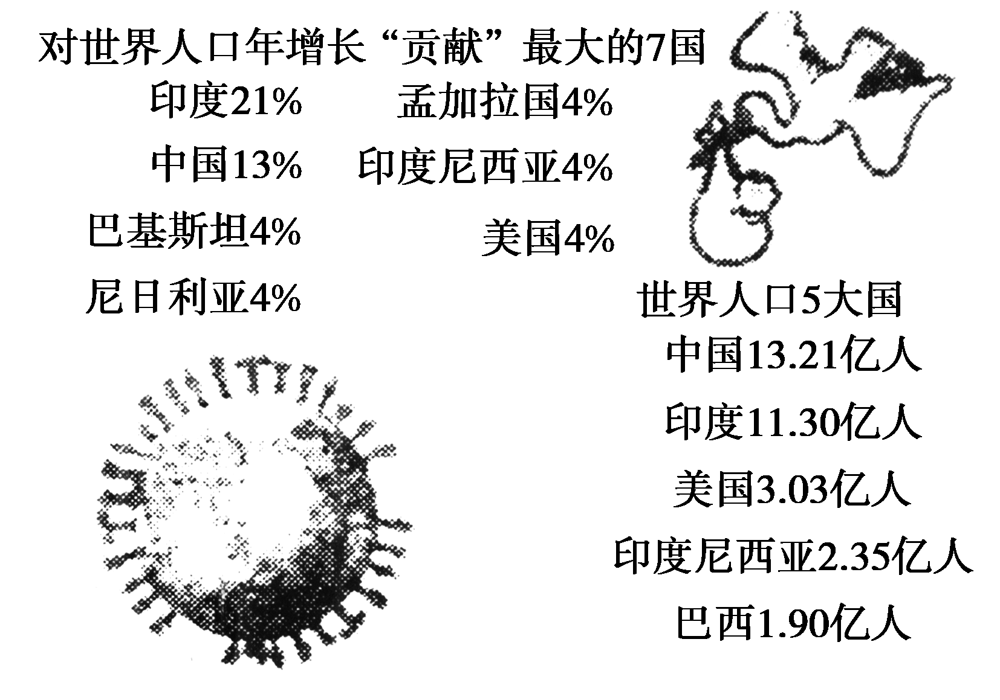 对世界人口年增长“贡献”最大的7国
印度21%
中国13%
巴基斯坦4%
尼日利亚4%
孟加拉国4%
印度尼西亚4%
美国4%
世界人口5大国
中国13.21亿人
印度11.30亿人
美国3.03亿人
印度尼西亚2.35亿人
巴西1.90亿人